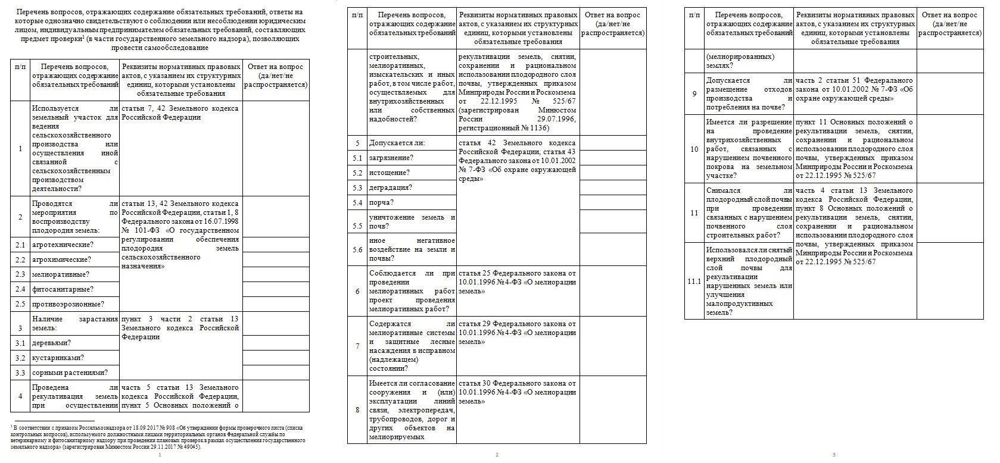 Перечень вопросов, отражающих содержание обязательных требований, ответы на
которые однозначно свидетельствуют о соблюдении или несоблюдении юридическим
лицом, индивидуальным предпринимателем обязательных требований, составляющих
предмет проверки¹ (в части государственного земельного надзора), позволяющих
провести самообследование
п/п
Перечень вопросов,
отражающих содержание
обязательных требований
Реквизиты нормативных правовых
актов, с указанием их структурных
единиц, которыми установлены
обязательные требования
Ответ на вопрос
(да/нет/не
распространяется)
1
Используется ли
земельный участок для
ведения
сельскохозяйственного
производства или
осуществления иной
связанной с
сельскохозяйственным
производством
деятельности?
статьи 7, 42 Земельного кодекса
Российской Федерации
2
Проводятся ли
мероприятия по
воспроизводству
плодородия земель:
статьи 13, 42 Земельного кодекса
Российской Федерации, статьи 1, 8
Федерального закона от 16.07.1998
№ 101-ФЗ «О государственном
регулировании обеспечения
плодородия земель
сельскохозяйственного
назначения»
2.1 агротехнические?
2.2 агрохимические?
2.3 мелиоративные?
2.4 фитосанитарные?
2.5 противоэрозионные?
3
Наличие зарастания
земель:
пункт 3 части 2 статьи 13
Земельного кодекса Российской
Федерации
3.1 деревьями?
3.2 кустарниками?
3.3 сорными растениями?
4
Проведена ли
рекультивация земель
при осуществлении
часть 5 статьи 13 Земельного
кодекса Российской Федерации,
пункт 5 Основных положений о
¹ В соответствии с приказом Россельхознадзора от 18.09.2017 № 908 «Об утверждении формы проверочного листа (списка
контрольных вопросов), используемого должностными лицами территориальных органов Федеральной службы по
ветеринарному и фитосанитарному надзору при проведении плановых проверок в рамках осуществления государственного
земельного надзора» (зарегистрирован Минюстом России 29.11.2017 № 49045).
1
п/п
Перечень вопросов,
отражающих содержание
обязательных требований
Реквизиты нормативных правовых
актов, с указанием их структурных
единиц, которыми установлены
обязательные требования
Ответ на вопрос
(да/нет/не
распространяется)
строительных,
мелиоративных,
изыскательских и иных
работ, в том числе работ,
осуществляемых для
внутрихозяйственных
или собственных
надобностей?
рекультивации земель, снятии,
сохранении и рациональном
использовании плодородного слоя
почвы, утвержденных приказом
Минприроды России и Роскомзема
от 22.12.1995 № 525/67
(зарегистрирован Минюстом
России 29.07.1996,
регистрационный № 1136)
5 Допускается ли:
статья 42 Земельного кодекса
Российской Федерации, статья 43
Федерального закона от 10.01.2002
№ 7-ФЗ «Об охране окружающей
среды»
5.1 загрязнение?
5.2 истощение?
5.3 деградация?
5.4 порча?
5.5
уничтожение земель и
почв?
5.6
иное негативное
воздействие на земли и
почвы?
6
Соблюдается ли при
проведении
мелиоративных работ
проект проведения
мелиоративных работ?
статья 25 Федерального закона от
10.01.1996 №4-ФЗ «О мелиорации
земель»
7
Содержатся ли
мелиоративные системы
и защитные лесные
насаждения в исправном
(надлежащем)
состоянии?
статья 29 Федерального закона от
10.01.1996 №4-ФЗ «О мелиорации
земель»
8
Имеется ли согласование
сооружения и (или)
эксплуатации линий
связи, электропередач,
трубопроводов, дорог и
других объектов на
мелиорируемых
статья 30 Федерального закона от
10.01.1996 №4-ФЗ «О мелиорации
земель»
2
п/п
Перечень вопросов,
отражающих содержание
обязательных требований
Реквизиты нормативных правовых
актов, с указанием их структурных
единиц, которыми установлены
обязательные требования
Ответ на вопрос
(да/нет/не
распространяется)
(мелиорированных)
землях?
9
Допускается ли
размещение отходов
производства и
потребления на почве?
часть 2 статьи 51 Федерального
закона от 10.01.2002 № 7-ФЗ «Об
охране окружающей среды»
10
Имеется ли разрешение
на проведение
внутрихозяйственных
работ, связанных с
нарушением почвенного
покрова на земельном
участке?
пункт 11 Основных положений о
рекультивации земель, снятии,
сохранении и рациональном
использовании плодородного слоя
почвы, утвержденных приказом
Минприроды России и Роскомзема
от 22.12.1995 № 525/67
11
Снимался ли
плодородный слой почвы
при проведении
связанных с нарушением
почвенного слоя
строительных работ?
часть 4 статьи 13 Земельного
кодекса Российской Федерации,
пункт 8 Основных положений о
рекультивации земель, снятии,
сохранении и рациональном
использовании плодородного слоя
почвы, утвержденных приказом
Минприроды России и Роскомзема
от 22.12.1995 № 525/67
11.1
Использовался ли снятый
верхний плодородный
слой почвы для
рекультивации
нарушенных земель или
улучшения
малопродуктивных
земель?
3